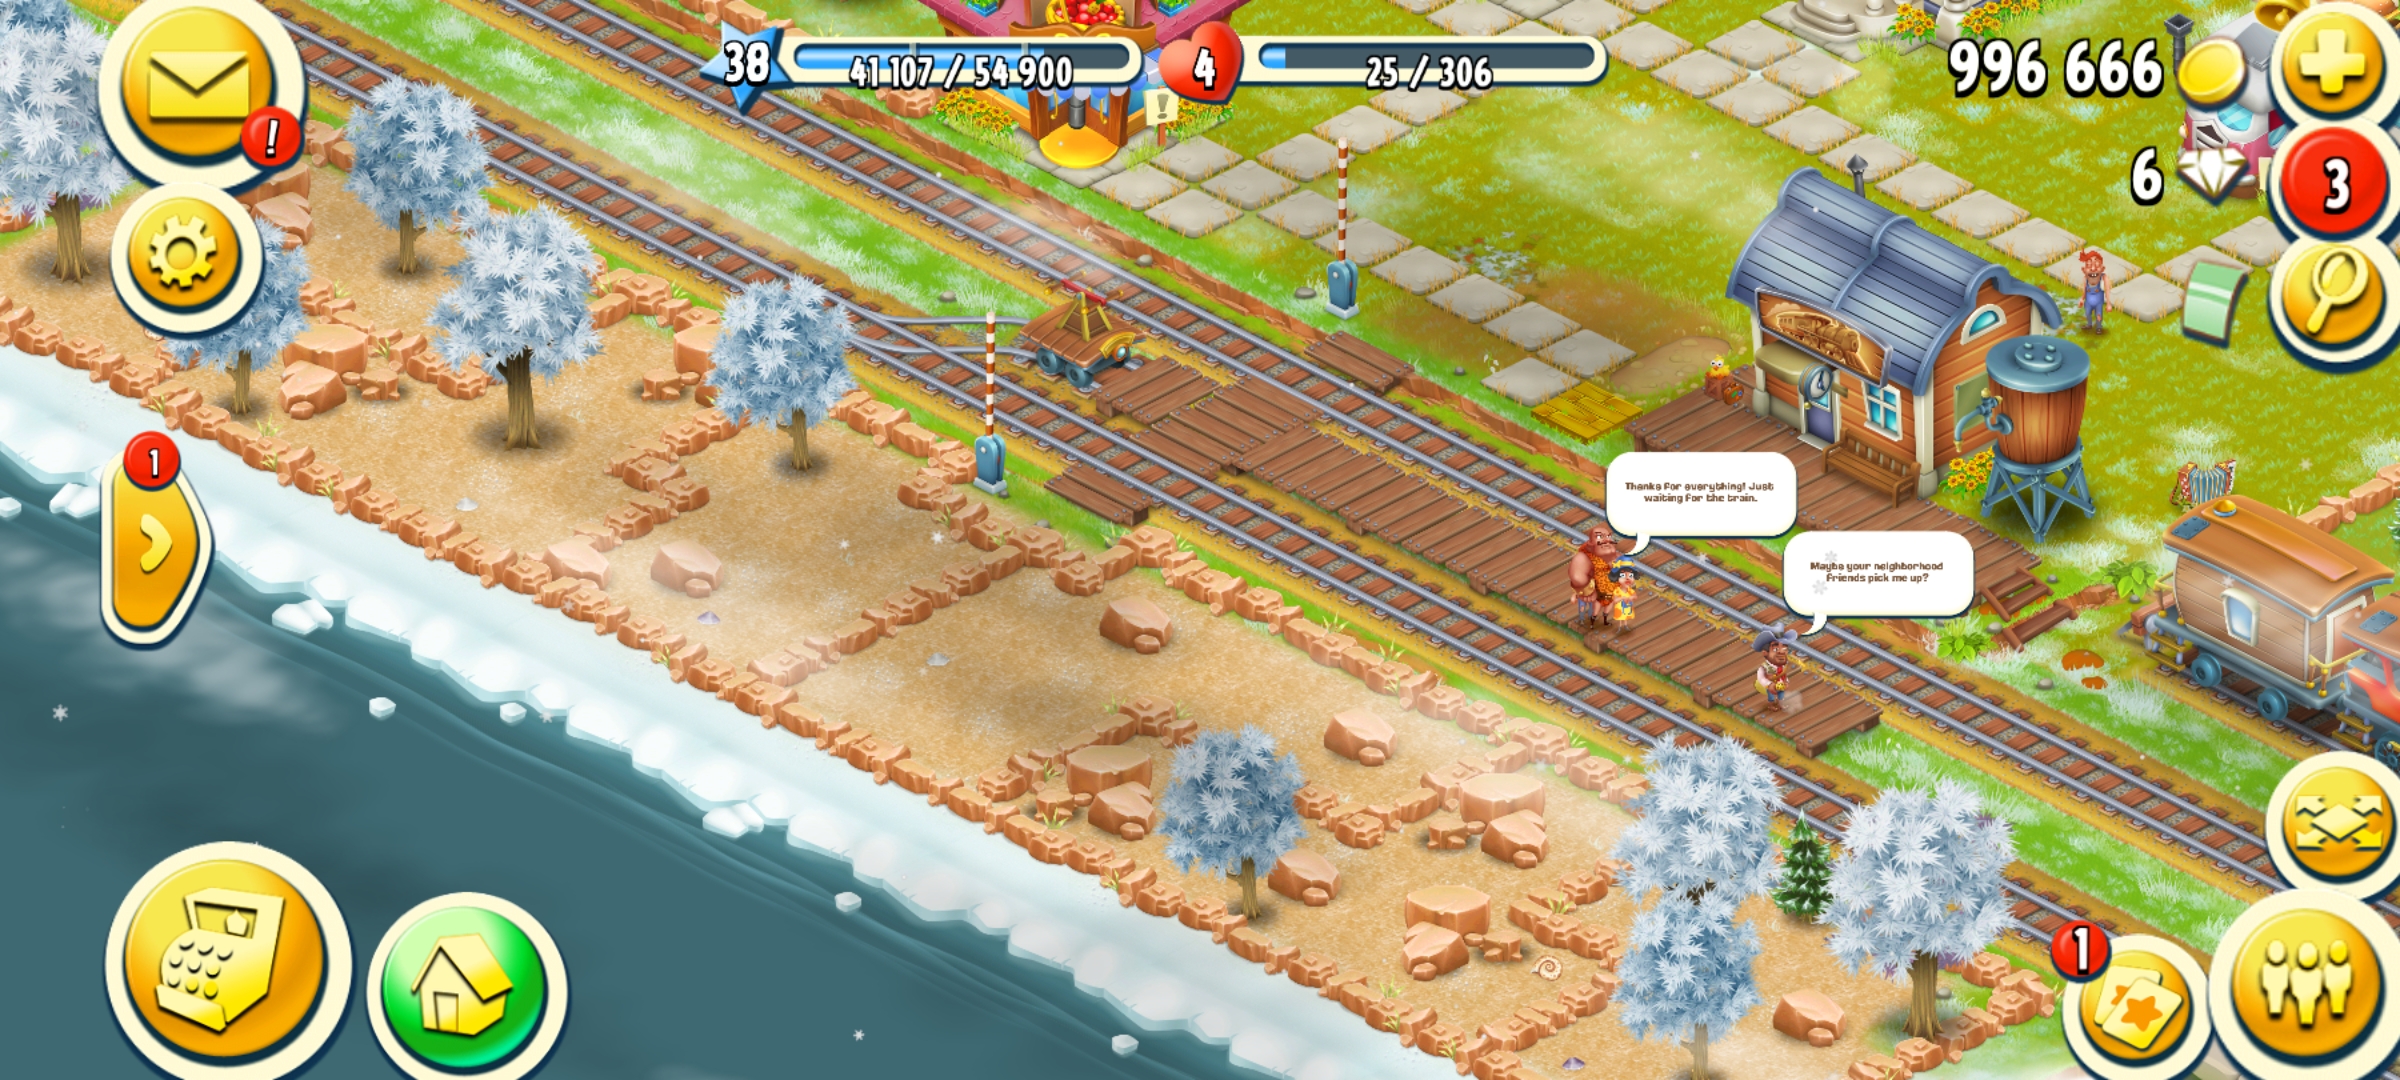 !
38
41 107 / 54 900
4
25 / 306
996 666
6
3
1
Thanks for everything! Just
waiting for the train.
Maybe your neighborhood
friends pick me up?
1